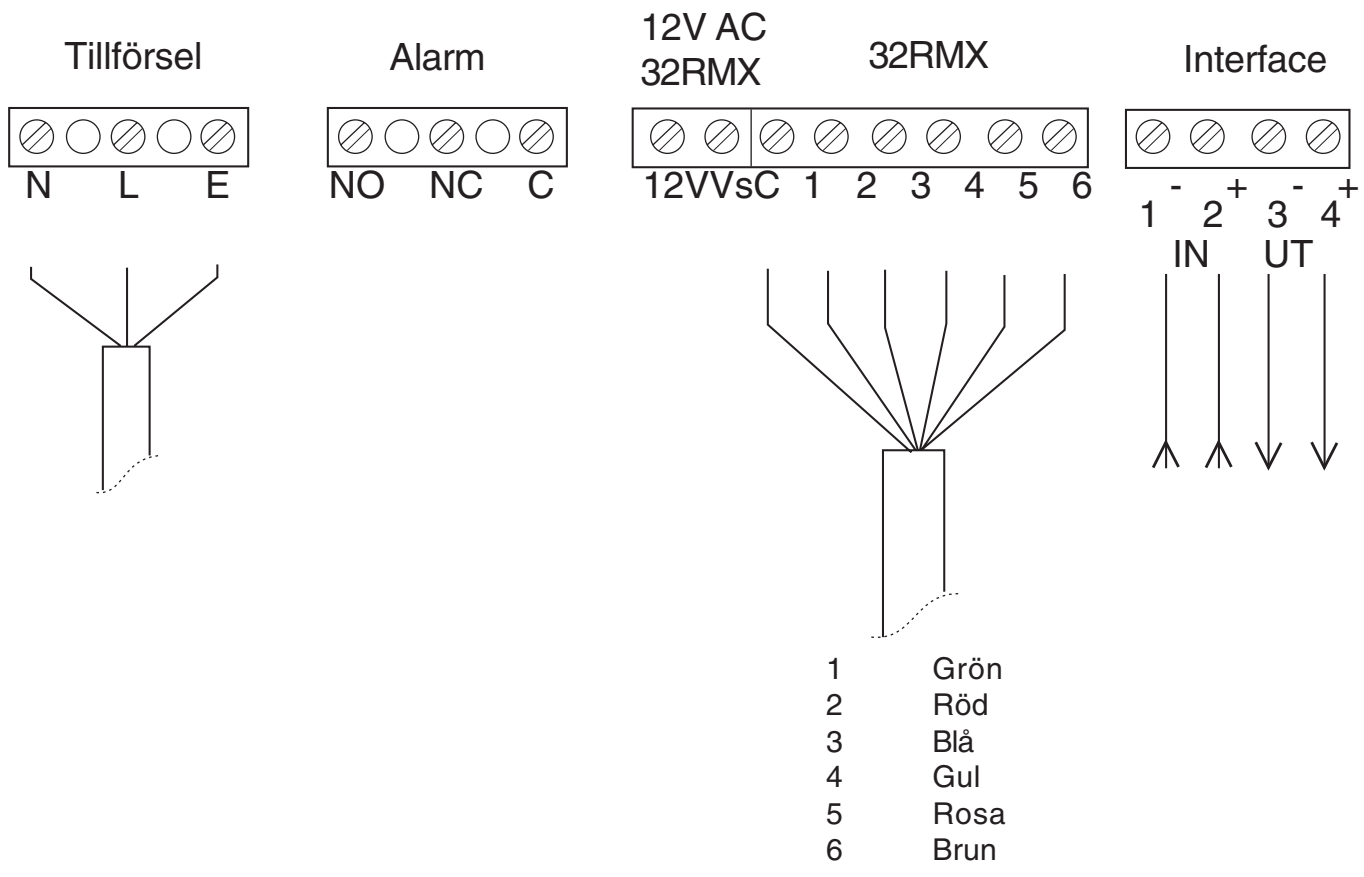 Tillförsel
Alarm
12V AC
32RMX
32RMX
Interface
N L E
NO NC C
12VVsC 1 2 3 4 5 6
- + - +
1 2 3 4
IN UT
1 Grön
2 Röd
3 Blå
4 Gul
5 Rosa
6 Brun